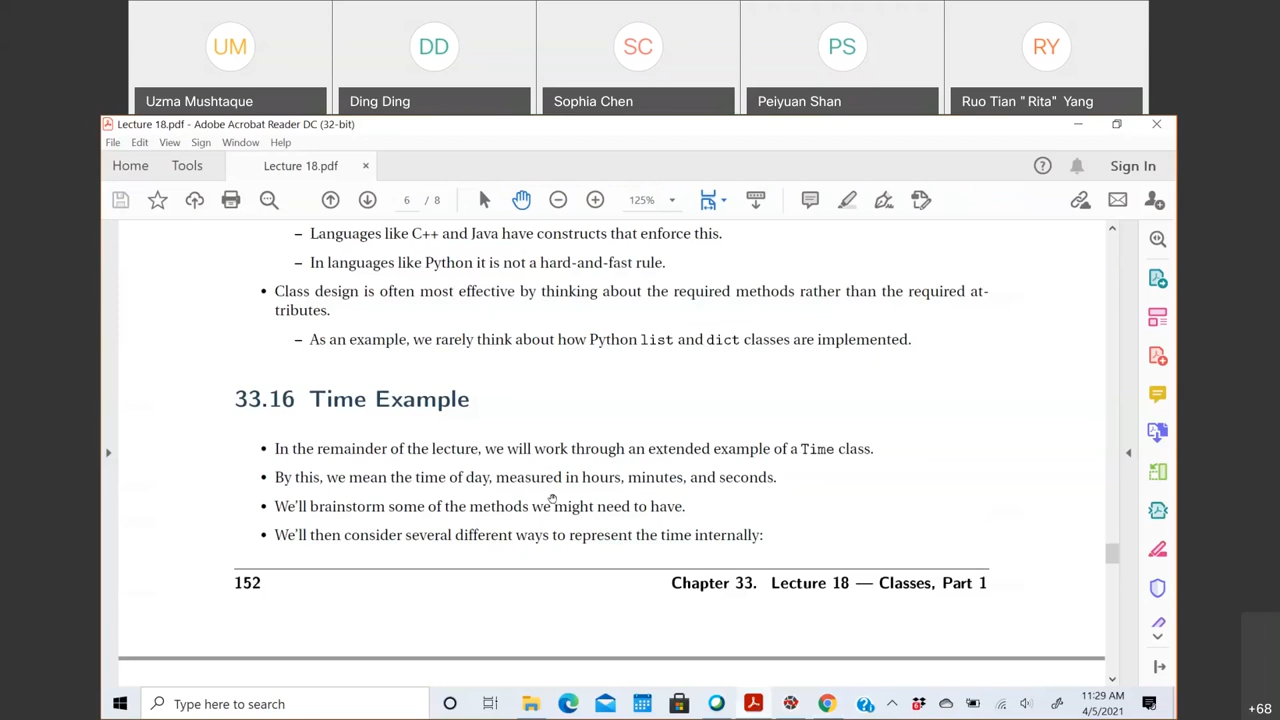 UM
DD
SC
PS
RY
Uzma Mushtaque
Ding Ding
Sophia Chen
Peiyuan Shan
Ruo Tian "Rita" Yang
Lecture 18.pdf - Adobe Acrobat Reader DC (32-bit)
File Edit View Sign Window Help
Home Tools Lecture 18.pdf × Sign In
6 / 8 125%
– Languages like C++ and Java have constructs that enforce this.
– In languages like Python it is not a hard-and-fast rule.
• Class design is often most effective by thinking about the required methods rather than the required at-
tributes.
– As an example, we rarely think about how Python list and dict classes are implemented.
33.16 Time Example
• In the remainder of the lecture, we will work through an extended example of a Time class.
• By this, we mean the time of day, measured in hours, minutes, and seconds.
• We'll brainstorm some of the methods we might need to have.
• We'll then consider several different ways to represent the time internally:
152 Chapter 33. Lecture 18 — Classes, Part 1
Type here to search
11:29 AM
4/5/2021
+68